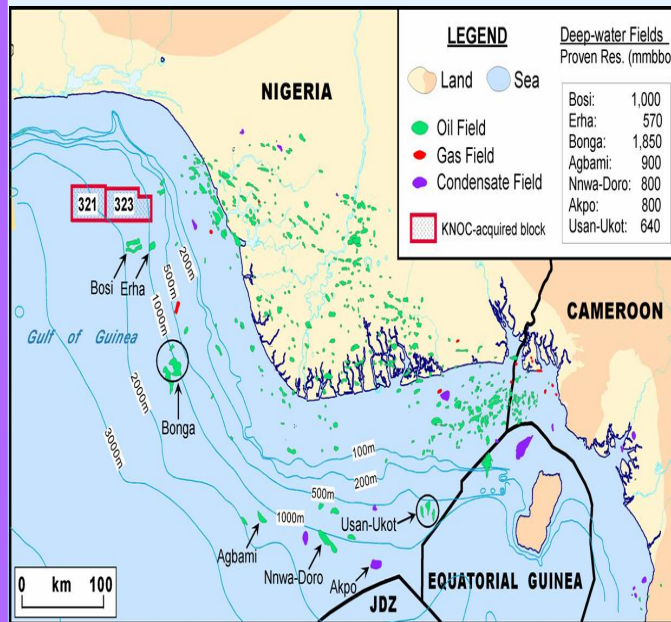 LEGEND
Land
Sea
Oil Field
Gas Field
Condensate Field
KNOC-acquired block
Deep-water Fields
Proven Res. (mmbbo
Bosi: 1,000
Erha: 570
Bonga: 1,850
Agbami: 900
Nnwa-Doro: 800
Akpo: 800
Usan-Ukot: 640
NIGERIA
321
323
200m
Bosi
Erha
500m
1000m
CAMEROON
Gulf of Guinea
2000m
Bonga
3000m
100m
200m
500m
1000m
Usan-Ukot
Agbami
Nnwa-Doro
Akpo
EQUATORIAL GUINEA
JDZ
0 km 100